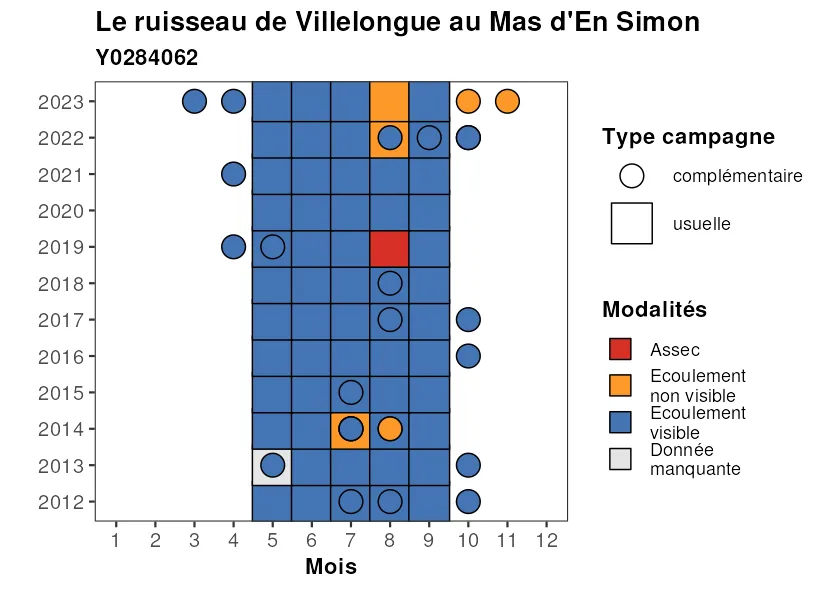 Le ruisseau de Villelongue au Mas d'En Simon
Y0284062
2023
2022
2021
2020
2019
2018
2017
2016
2015
2014
2013
2012
1 2 3 4 5 6 7 8 9 10 11 12
Mois
Type campagne
complémentaire
usuelle
Modalités
Assec
Ecoulement
non visible
Ecoulement
visible
Donnée
manquante